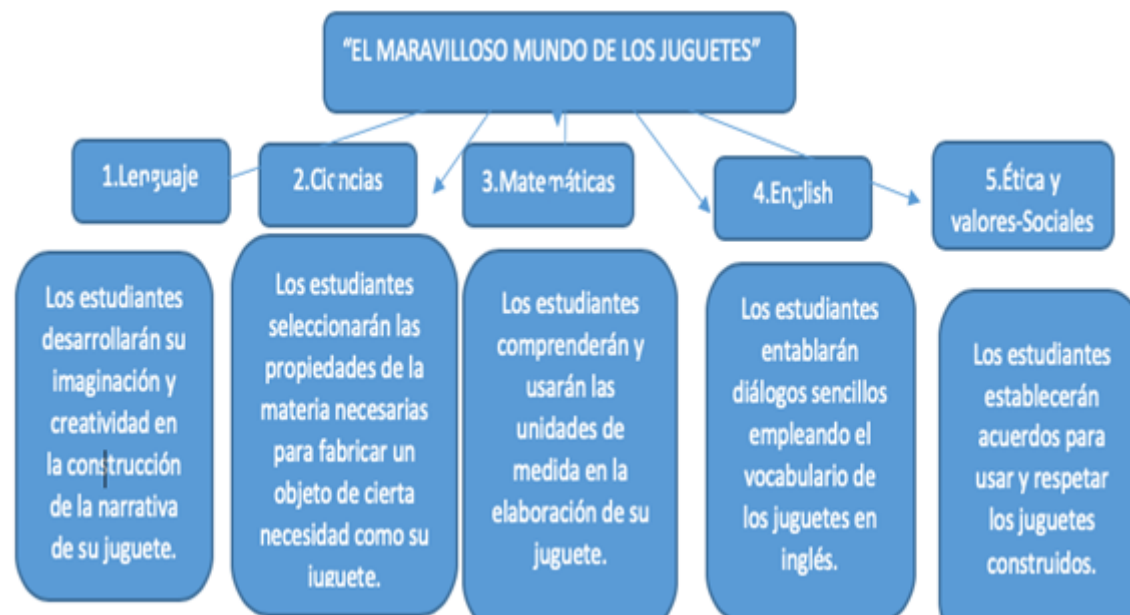 "EL MARAVILLOSO MUNDO DE LOS JUGUETES"
1.Lenguaje
2.Ciencias
3.Matemáticas
4.English
5.Ética y
valores-Sociales
Los estudiantes
desarrollarán su
imaginación y
creatividad en
la construcción
de la narrativa
de su juguete.
Los estudiantes
seleccionarán las
propiedades de la
materia necesarias
para fabricar un
objeto de cierta
necesidad como su
juguete.
Los estudiantes
comprenderán y
usarán las
unidades de
medida en la
elaboración de su
juguete.
Los estudiantes
entablarán
diálogos sencillos
empleando el
vocabulario de
los juguetes en
inglés.
Los estudiantes
establecerán
acuerdos para
usar y respetar
los juguetes
construidos.